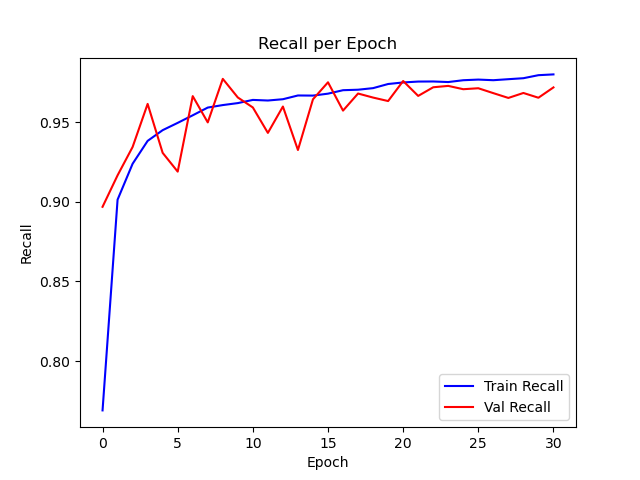 Recall per Epoch
0.95
0.90
0.85
0.80
Recall
Train Recall
Val Recall
0 5 10 15 20 25 30
Epoch